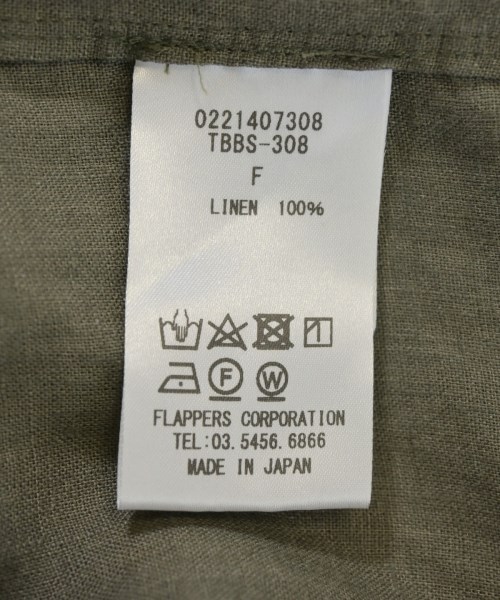 0221407308
TBBS-308
F
LINEN 100%
F W
FLAPPERS CORPORATION
TEL:03.5456.6866
MADE IN JAPAN